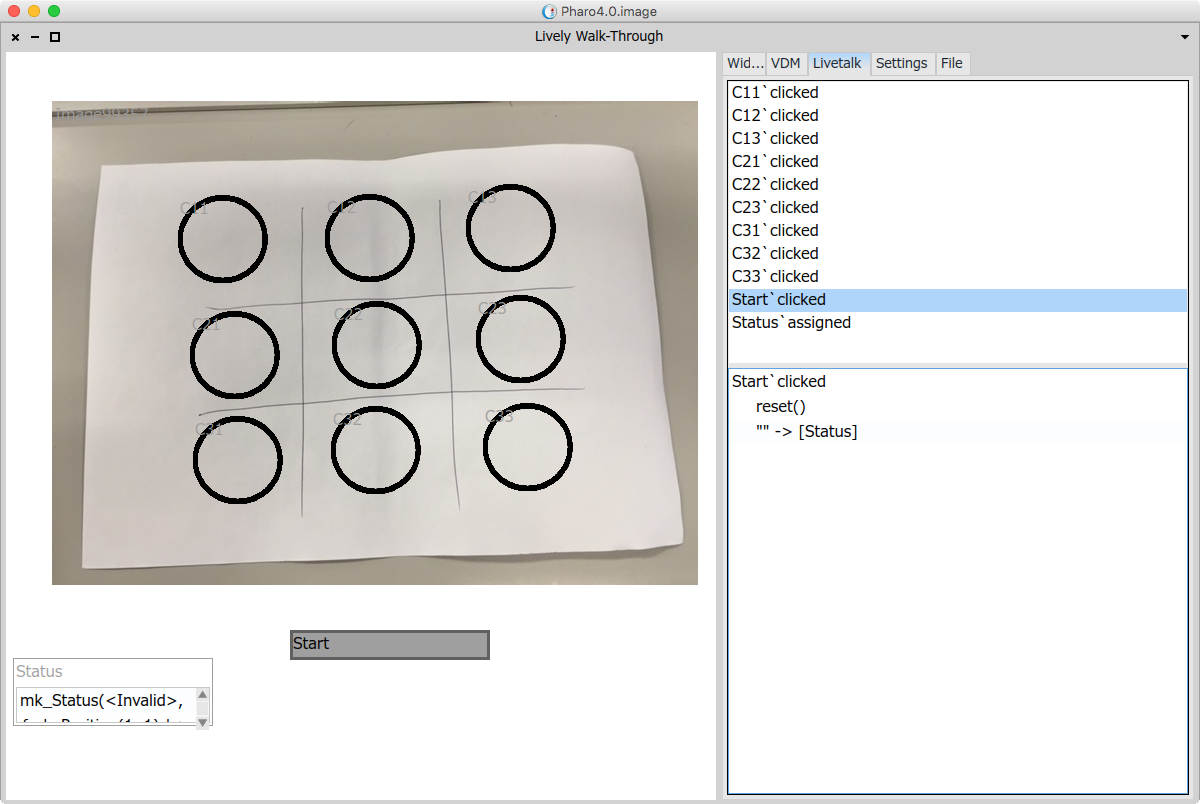 Pharo4.0.image
Lively Walk-Through
Wid... VDM Livetalk Settings File
C11`clicked
C12`clicked
C13`clicked
C21`clicked
C22`clicked
C23`clicked
C31`clicked
C32`clicked
C33`clicked
Start`clicked
Status`assigned
Start`clicked
reset()
"" -> [Status]
C11 C12 C13
C21 C22 C23
C31 C32 C33
Start
Status
mk_Status(<Invalid>,